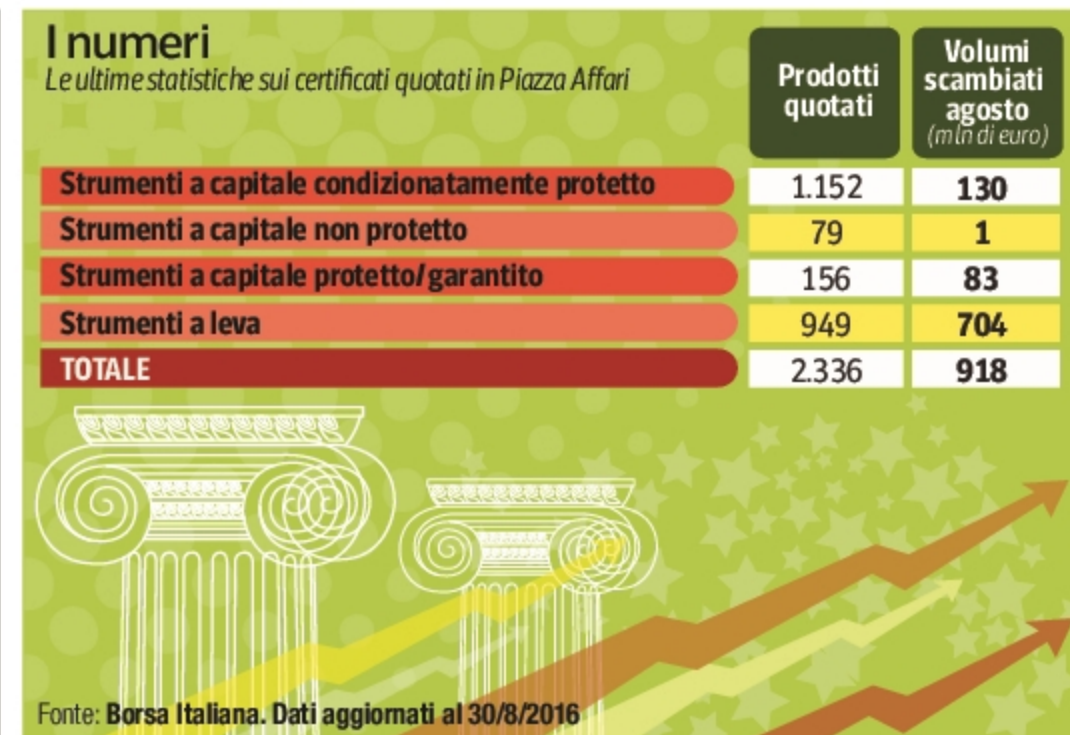 I numeri
Le ultime statistiche sui certificati quotati in Piazza Affari
Prodotti
quotati
Volumi
scambiati
agosto
(mln di euro)
Strumenti a capitale condizionatamente protetto 1.152 130
Strumenti a capitale non protetto 79 1
Strumenti a capitale protetto/garantito 156 83
Strumenti a leva 949 704
TOTALE 2.336 918
Fonte: Borsa Italiana. Dati aggiornati al 30/8/2016